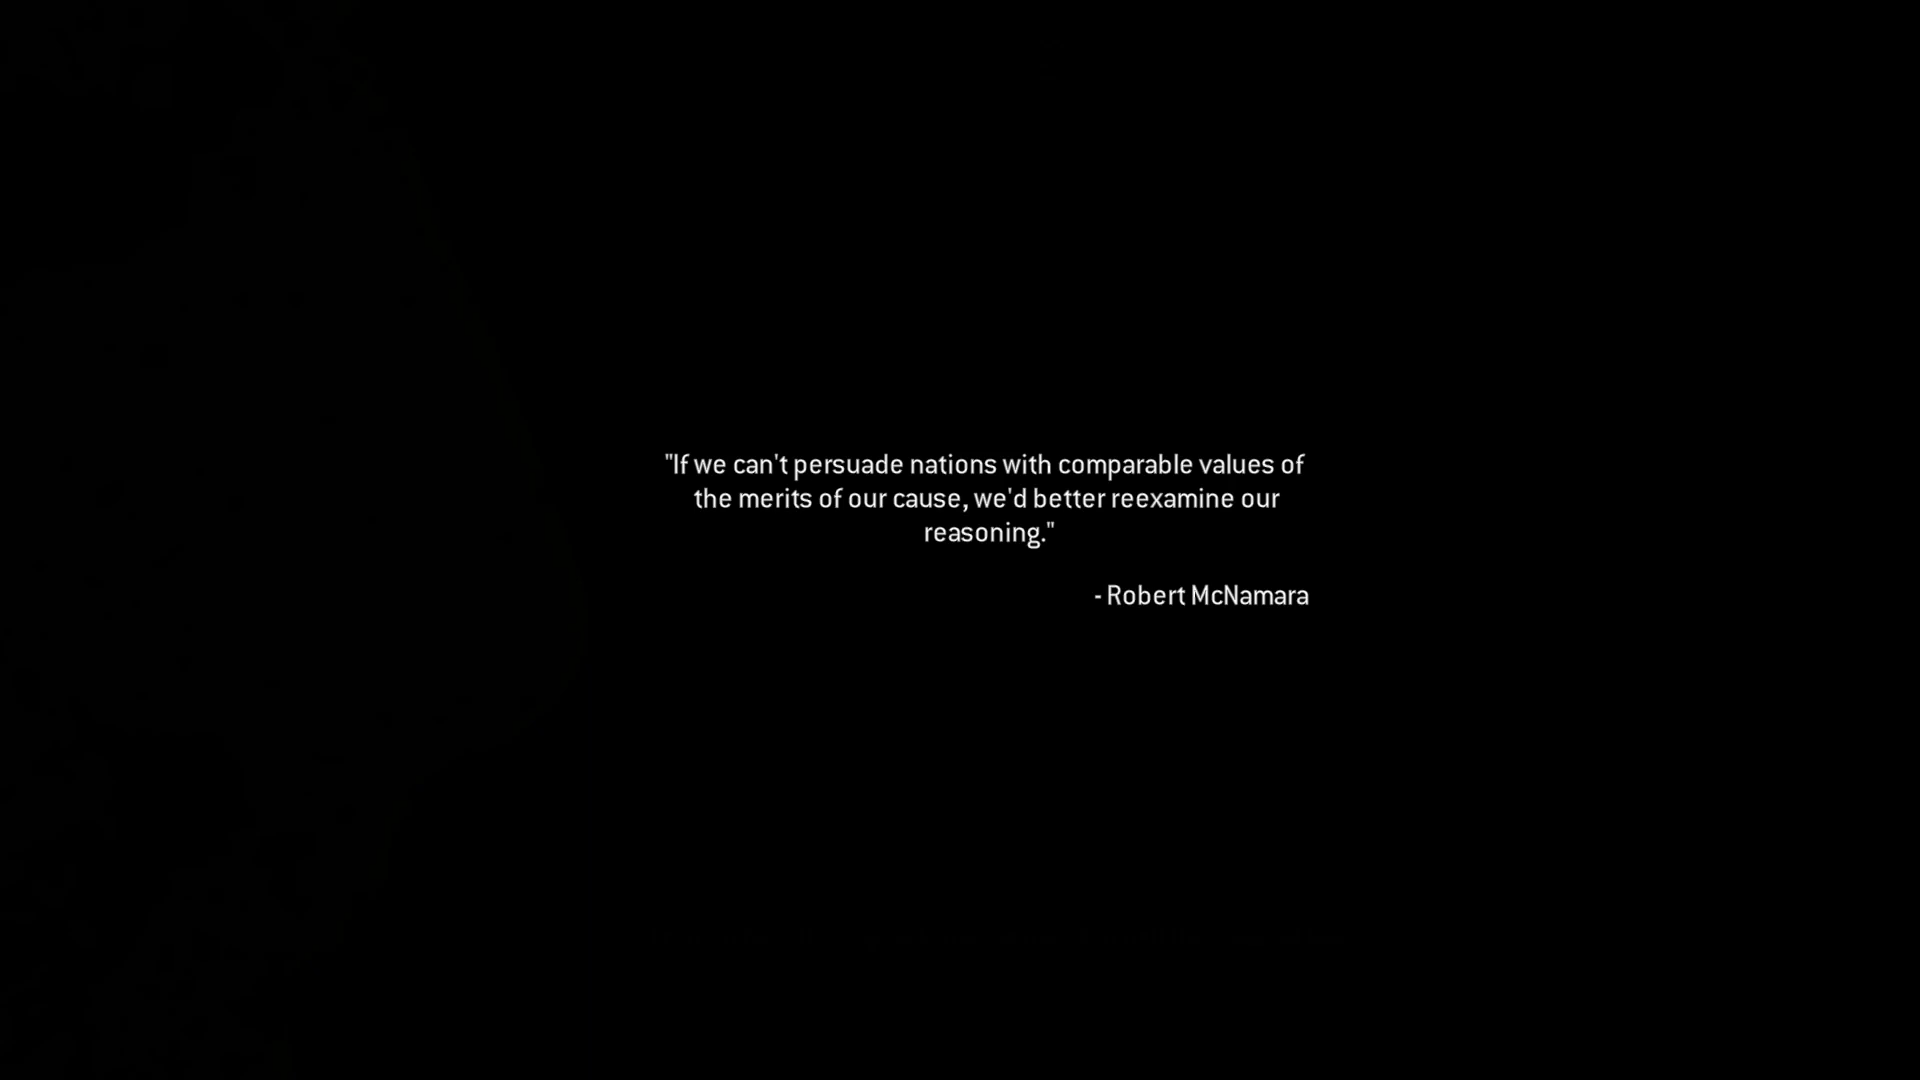 "If we can't persuade nations with comparable values of
the merits of our cause, we'd better reexamine our
reasoning."
- Robert McNamara